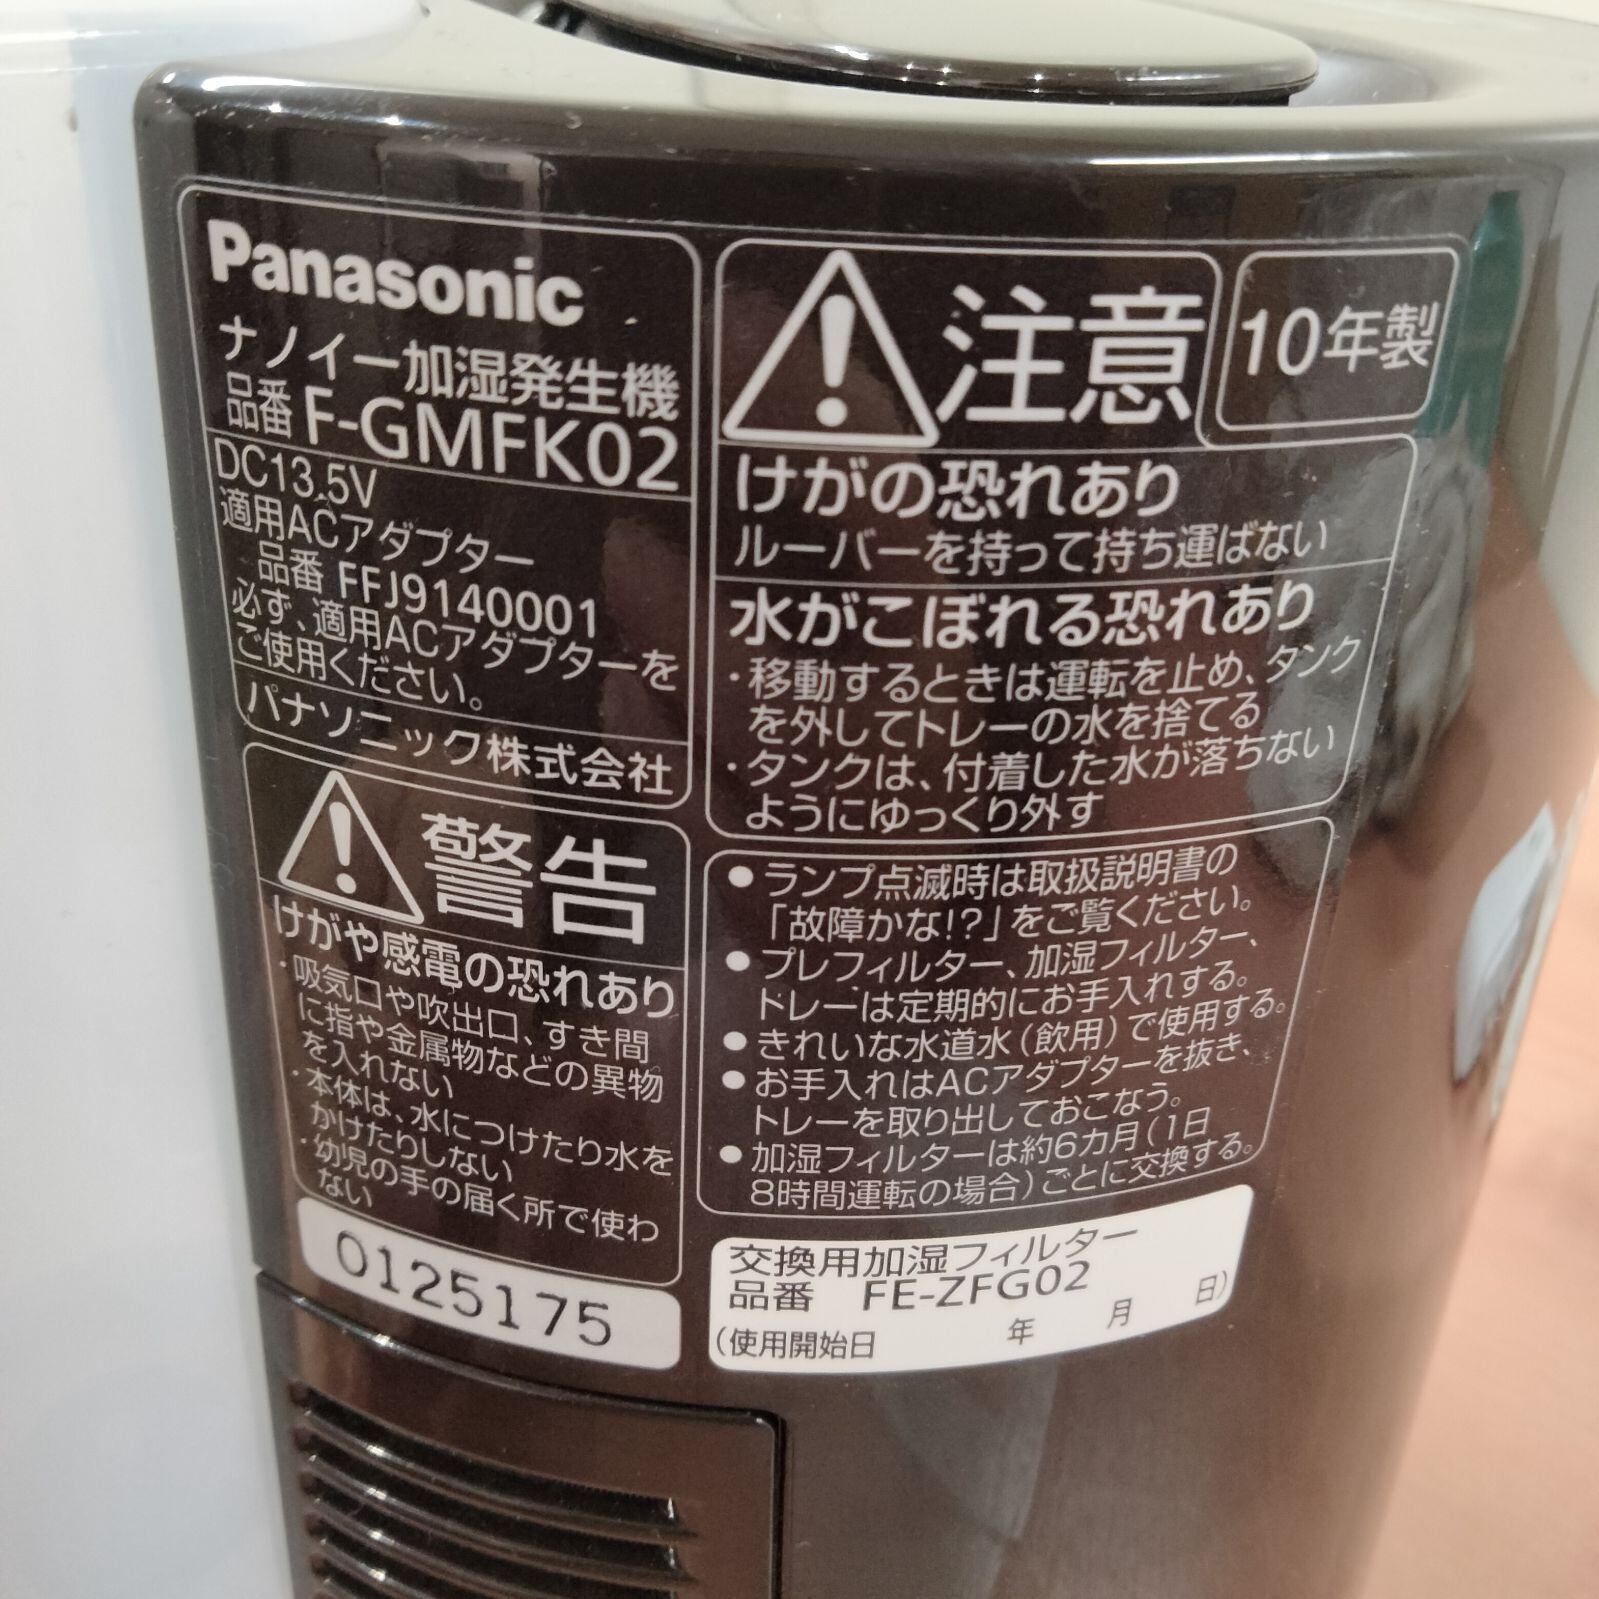 Panasonic
ナノイー加湿発生機
品番 F-GMFK02
DC13.5V
適用ACアダプター
品番 FFJ9140001
必ず、適用ACアダプターを
ご使用ください。
パナソニック株式会社
警告
けがや感電の恐れあり
・吸気口や吹出口、すき間
に指や金属物などの異物
を入れない
・本体は、水につけたり水を
かけたりしない
・幼児の手の届く所で使わ
ない
0125175
注意
10年製
けがの恐れあり
ルーバーを持って持ち運ばない
水がこぼれる恐れあり
・移動するときは運転を止め、タンク
を外してトレーの水を捨てる
・タンクは、付着した水が落ちない
ようにゆっくり外す
●ランプ点滅時は取扱説明書の
「故障かな!?」をご覧ください。
●プレフィルター、加湿フィルター、
トレーは定期的にお手入れする。
●きれいな水道水(飲用)で使用する。
●お手入れはACアダプターを抜き、
トレーを取り出しておこなう。
●加湿フィルターは約6カ月(1日
8時間運転の場合)ごとに交換する。
交換用加湿フィルター
品番 FE-ZFG02
(使用開始日 年 月 日)